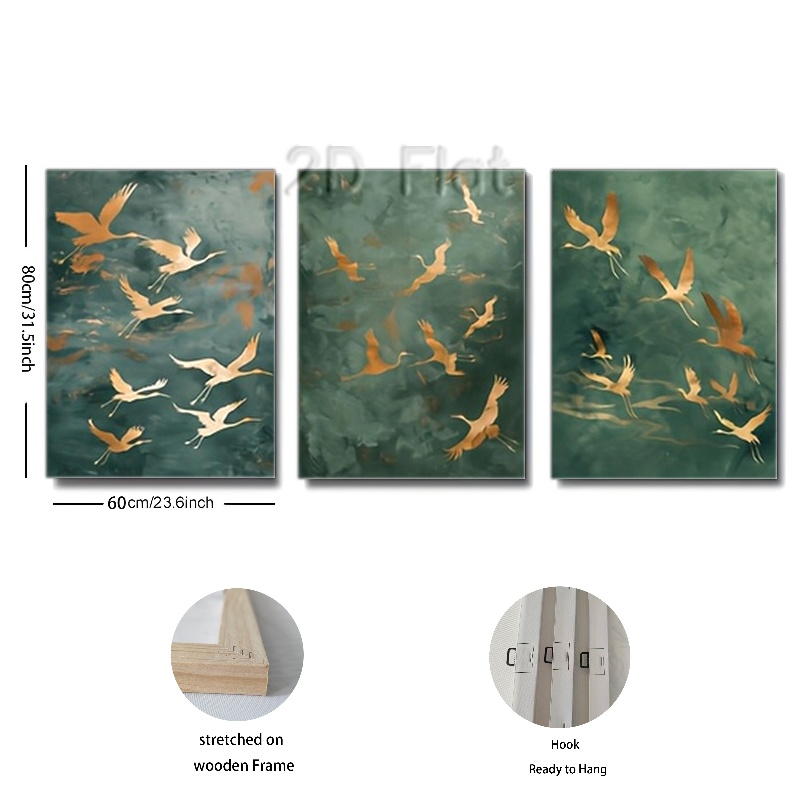 2D Flat
80cm/31.5inch
60cm/23.6inch
stretched on
wooden Frame
Hook
Ready to Hang